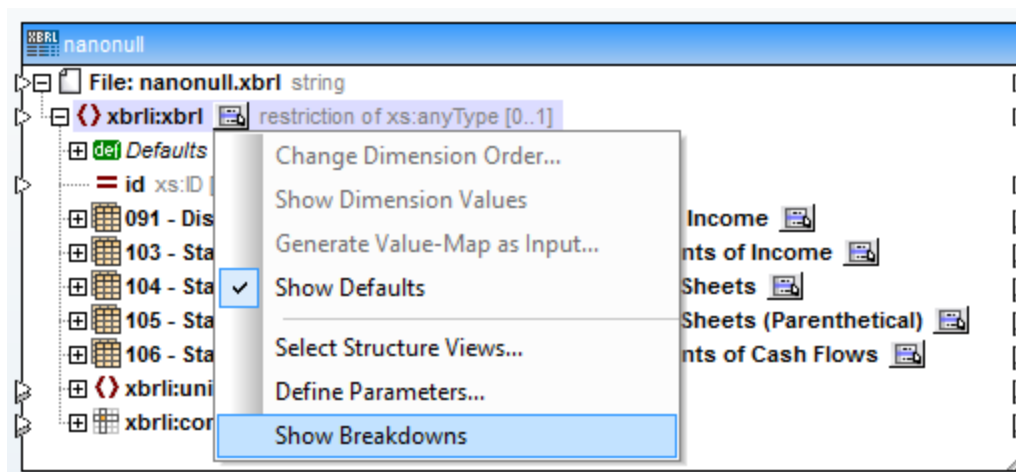 XBRL nanonull
File: nanonull.xbrl string
xbrli:xbrl restriction of xs:anyType [0..1]
def Defaults
id xs:ID [
091 - Dis Income
103 - Sta nts of Income
104 - Sta Sheets
105 - Sta Sheets (Parenthetical)
106 - Sta nts of Cash Flows
xbrli:uni
xbrli:cor
Change Dimension Order...
Show Dimension Values
Generate Value-Map as Input...
Show Defaults
Select Structure Views...
Define Parameters...
Show Breakdowns